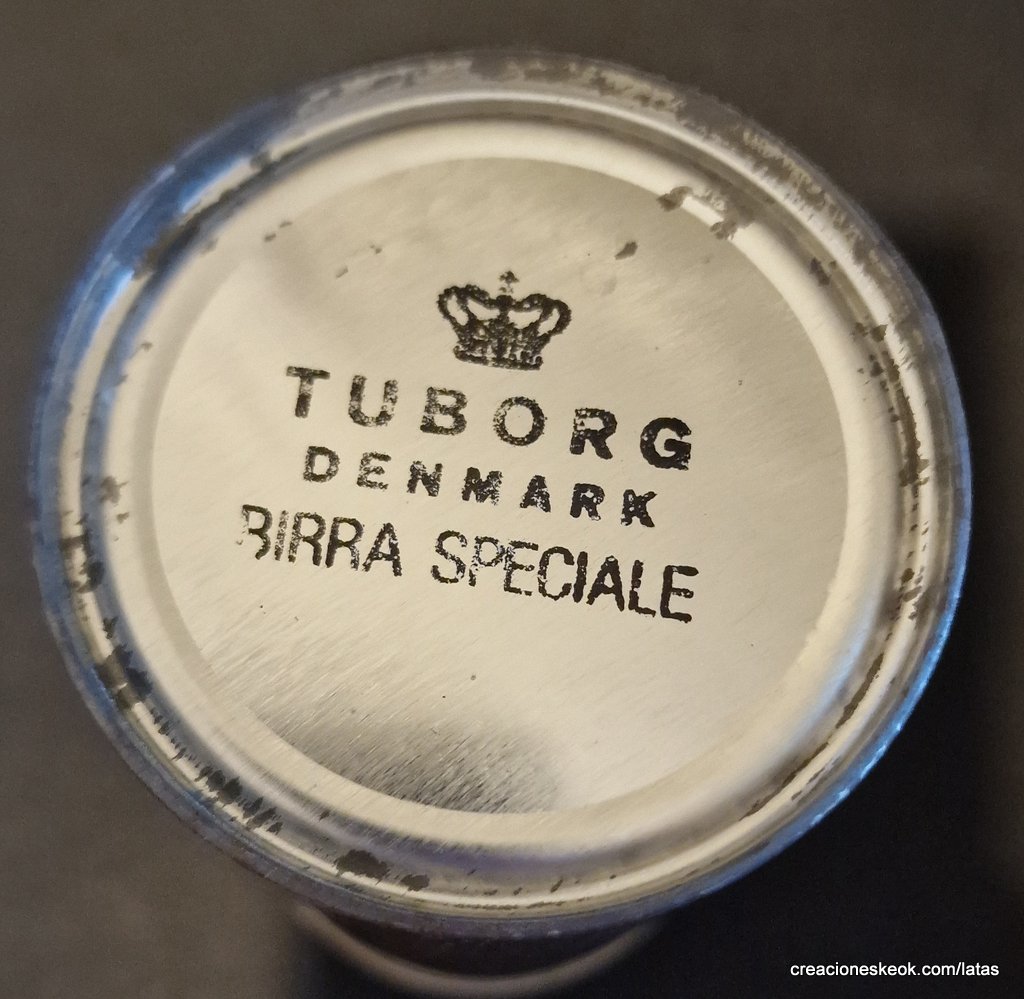 TUBORG
DENMARK
BIRRA SPECIALE
creacioneskeok.com/latas